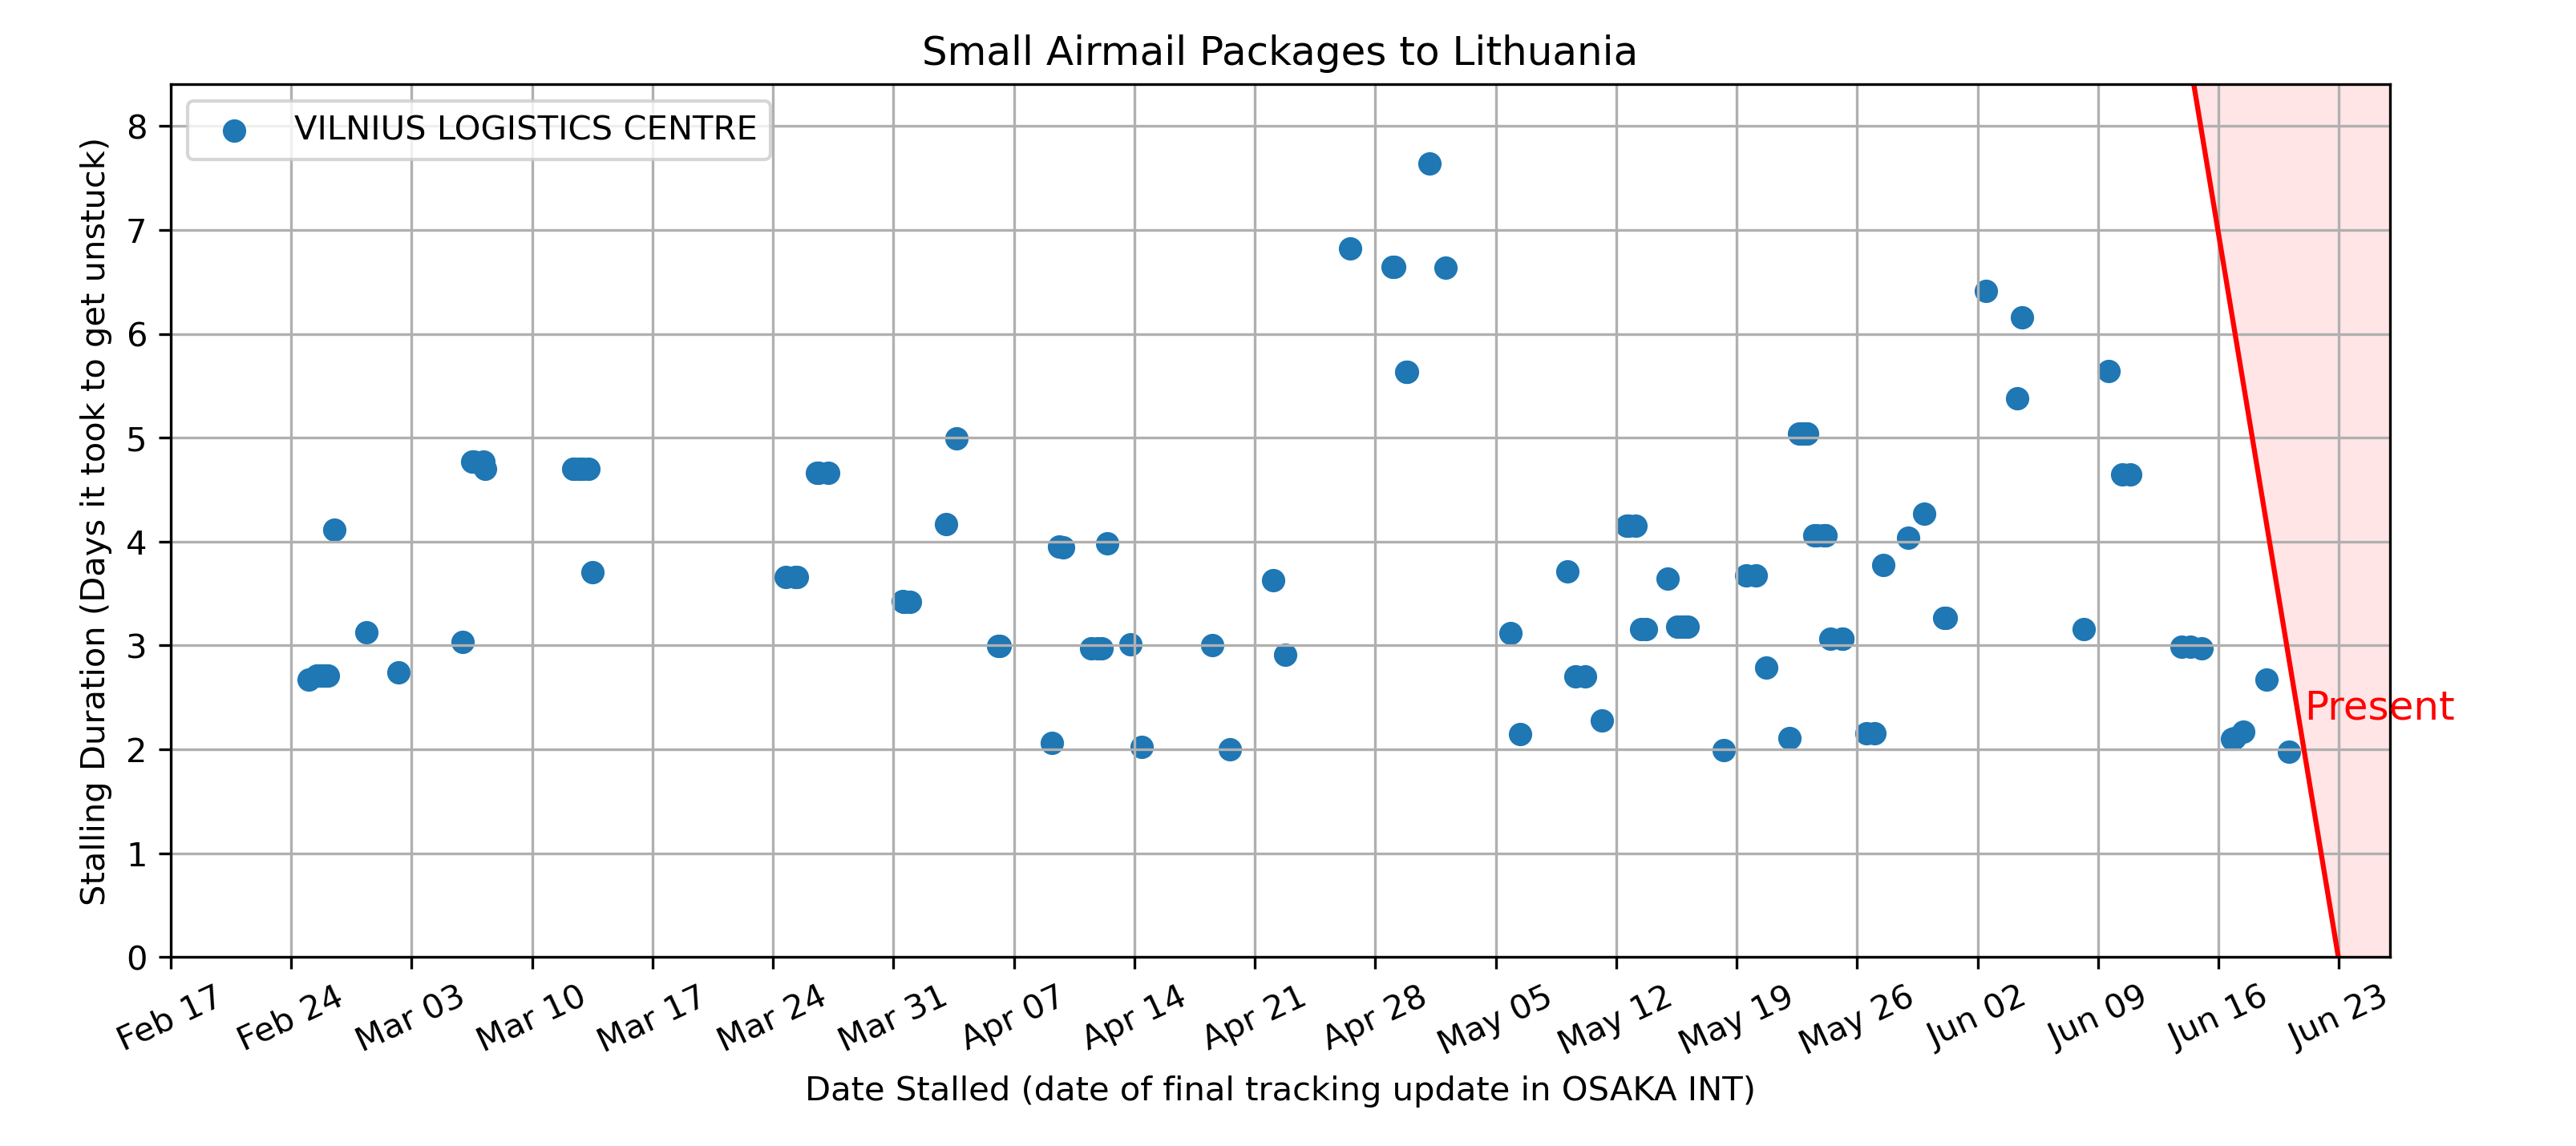 Small Airmail Packages to Lithuania
VILNIUS LOGISTICS CENTRE
Stalling Duration (Days it took to get unstuck)
8
7
6
5
4
3
2
1
0
Present
Feb 17
Feb 24
Mar 03
Mar 10
Mar 17
Mar 24
Mar 31
Apr 07
Apr 14
Apr 21
Apr 28
May 05
May 12
May 19
May 26
Jun 02
Jun 09
Jun 16
Jun 23
Date Stalled (date of final tracking update in OSAKA INT)